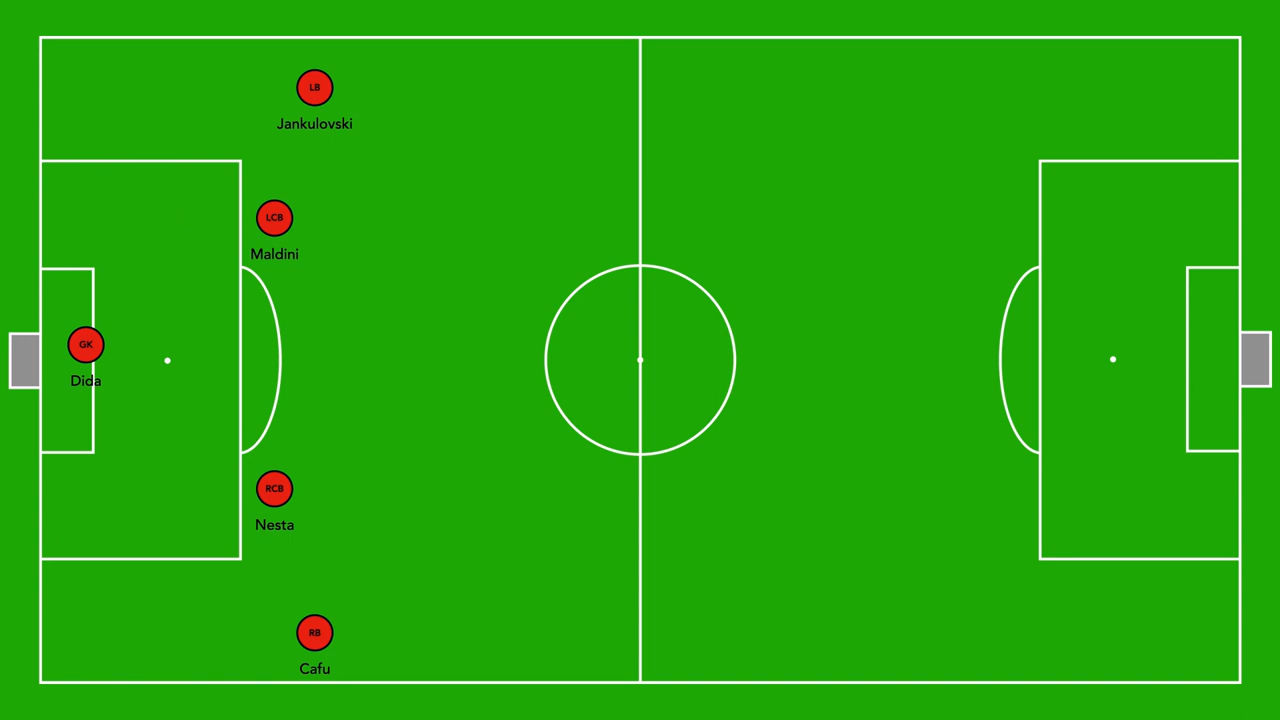 LB
Jankulovski
LCB
Maldini
GK
Dida
RCB
Nesta
RB
Cafu